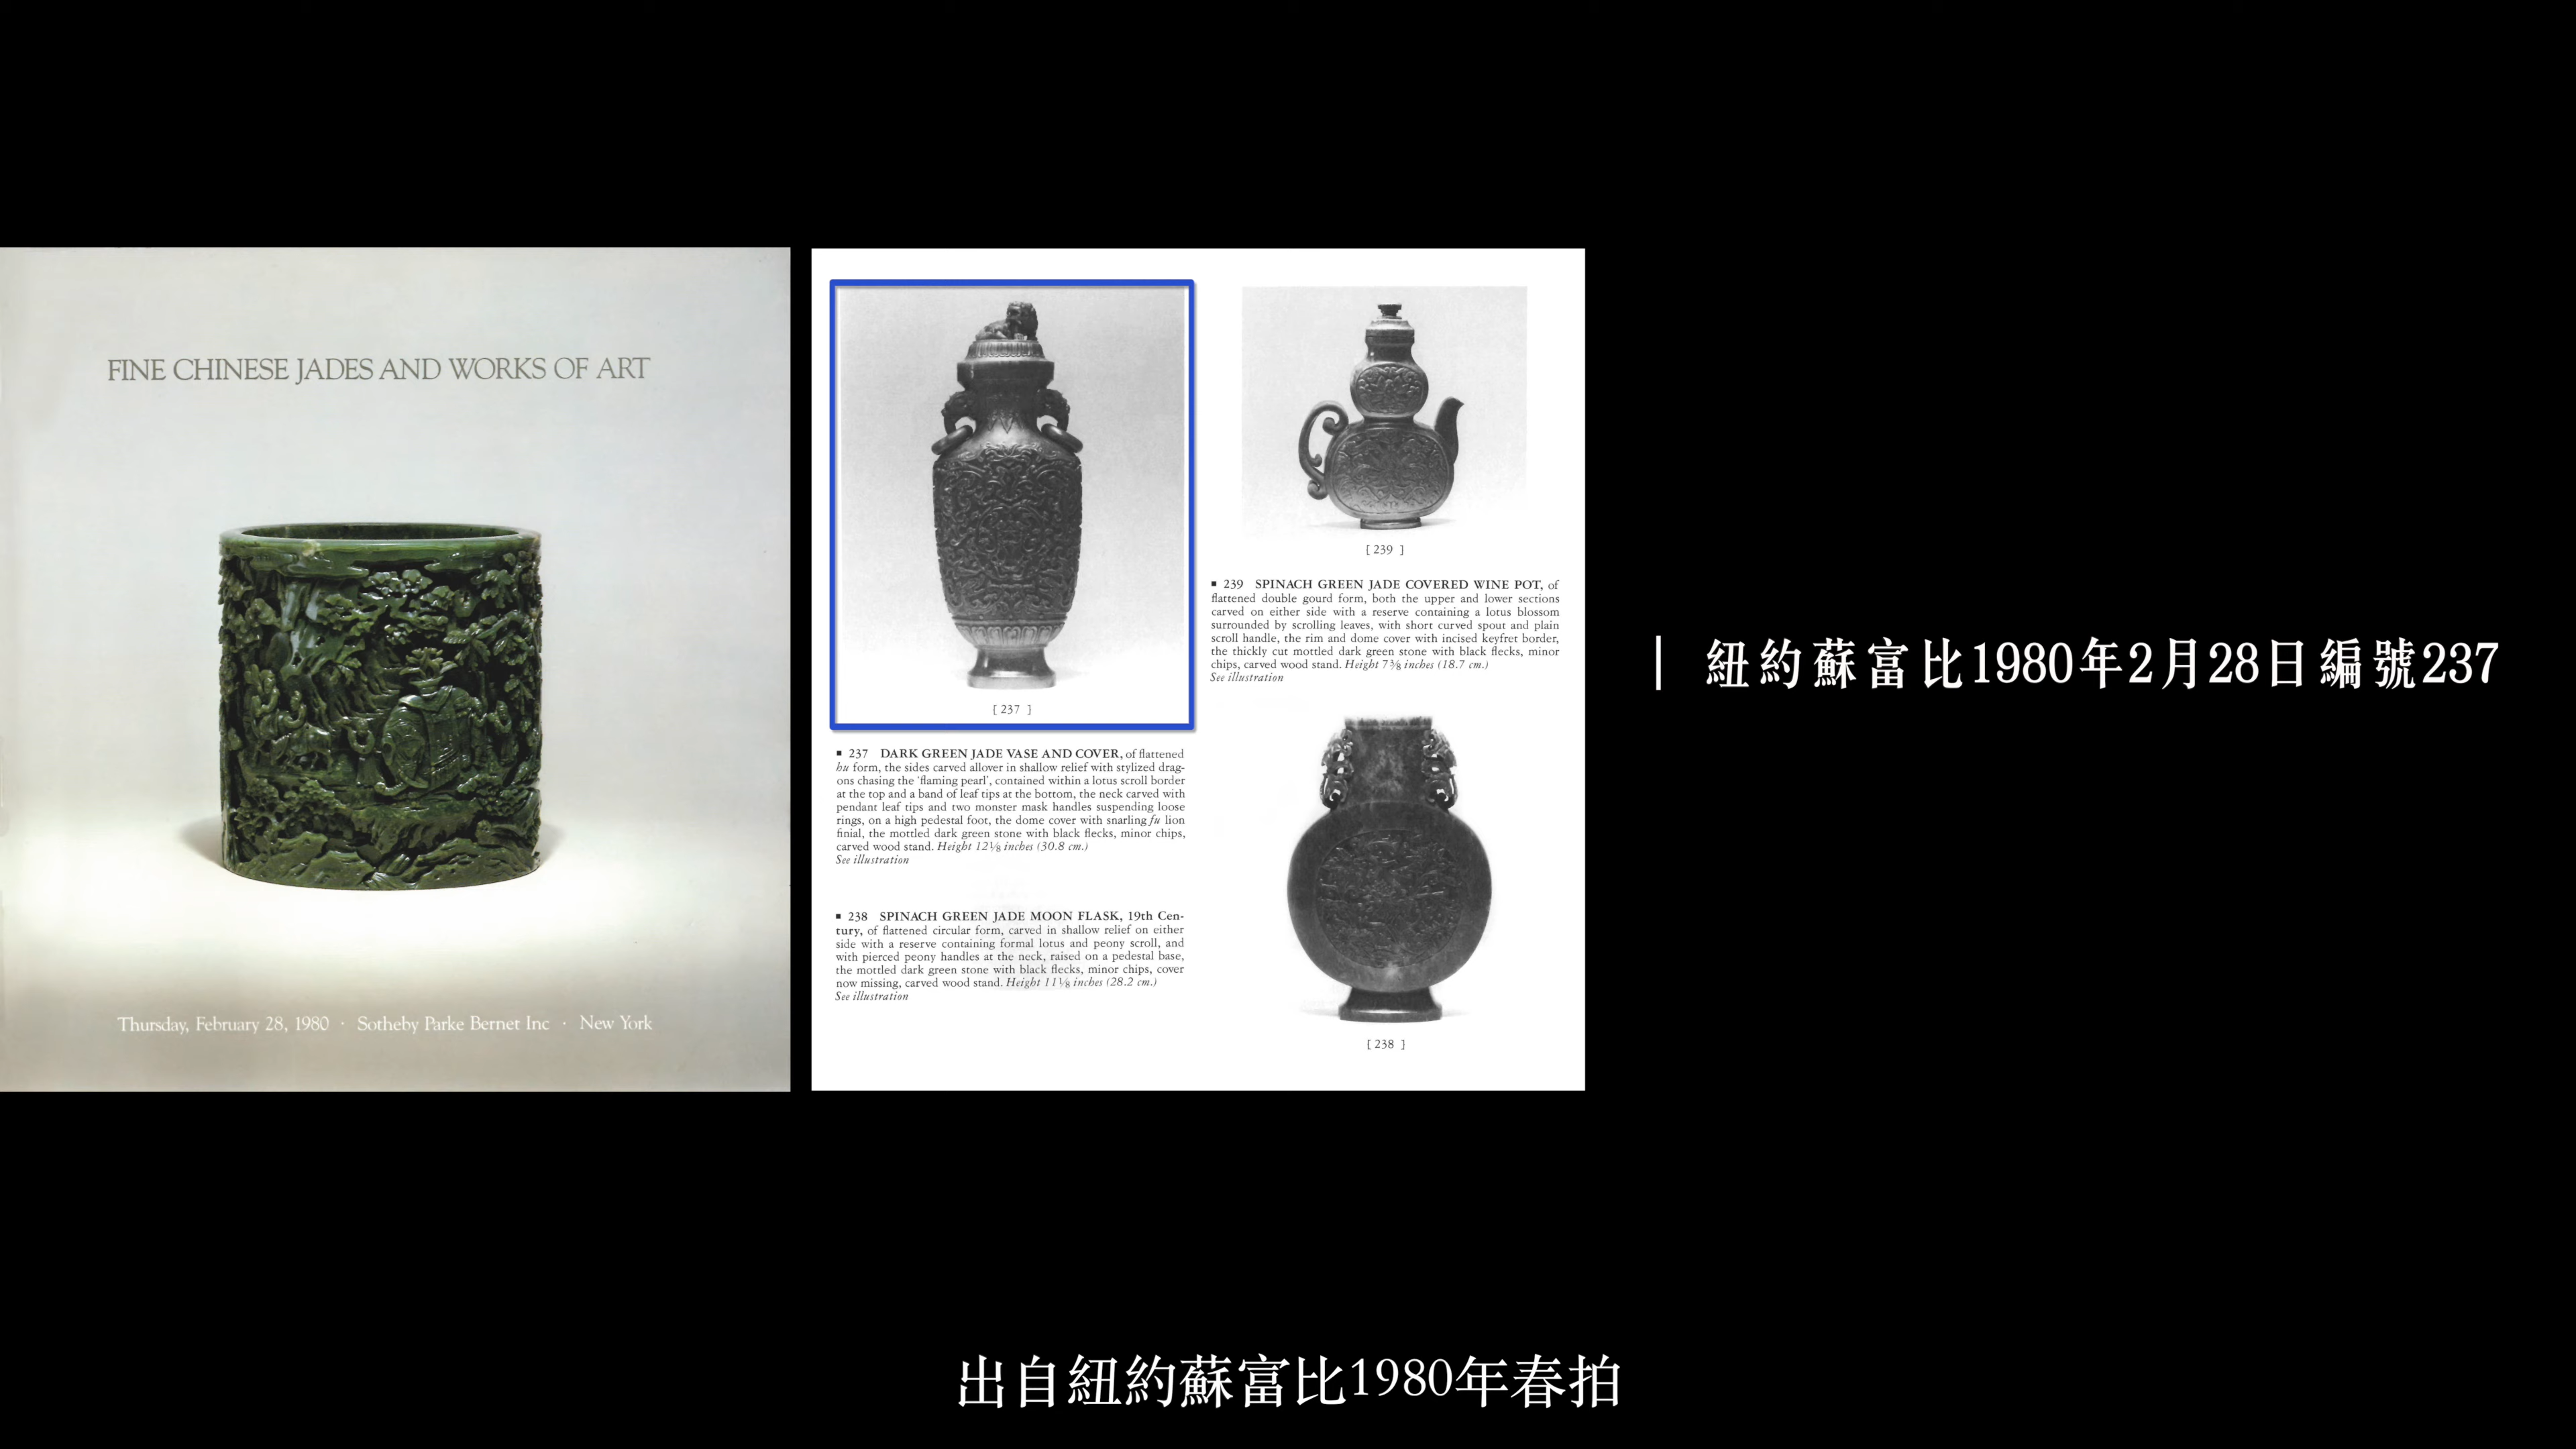 FINE CHINESE JADES AND WORKS OF ART
Thursday, February 28, 1980 · Sotheby Parke Bernet Inc · New York
[ 237 ]
■ 237 DARK GREEN JADE VASE AND COVER, of flattened
hu form, the sides carved allover in shallow relief with stylized drag-
ons chasing the 'flaming pearl', contained within a lotus scroll border
at the top and a band of leaf tips at the bottom, the neck carved with
pendant leaf tips and two monster mask handles suspending loose
rings, on a high pedestal foot, the dome cover with snarling fu lion
finial, the mottled dark green stone with black flecks, minor chips,
carved wood stand. Height 12⅛ inches (30.8 cm.)
See illustration
■ 238 SPINACH GREEN JADE MOON FLASK, 19th Cen-
tury, of flattened circular form, carved in shallow relief on either
side with a reserve containing formal lotus and peony scroll, and
with pierced peony handles at the neck, raised on a pedestal base,
the mottled dark green stone with black flecks, minor chips, cover
now missing, carved wood stand. Height 11⅛ inches (28.2 cm.)
See illustration
[ 239 ]
■ 239 SPINACH GREEN JADE COVERED WINE POT, of
flattened double gourd form, both the upper and lower sections
carved on either side with a reserve containing a lotus blossom
surrounded by scrolling leaves, with short curved spout and plain
scroll handle, the rim and dome cover with incised keyfret border,
the thickly cut mottled dark green stone with black flecks, minor
chips, carved wood stand. Height 7⅜ inches (18.7 cm.)
See illustration
[ 238 ]
紐約蘇富比1980年2月28日編號237
出自紐約蘇富比1980年春拍